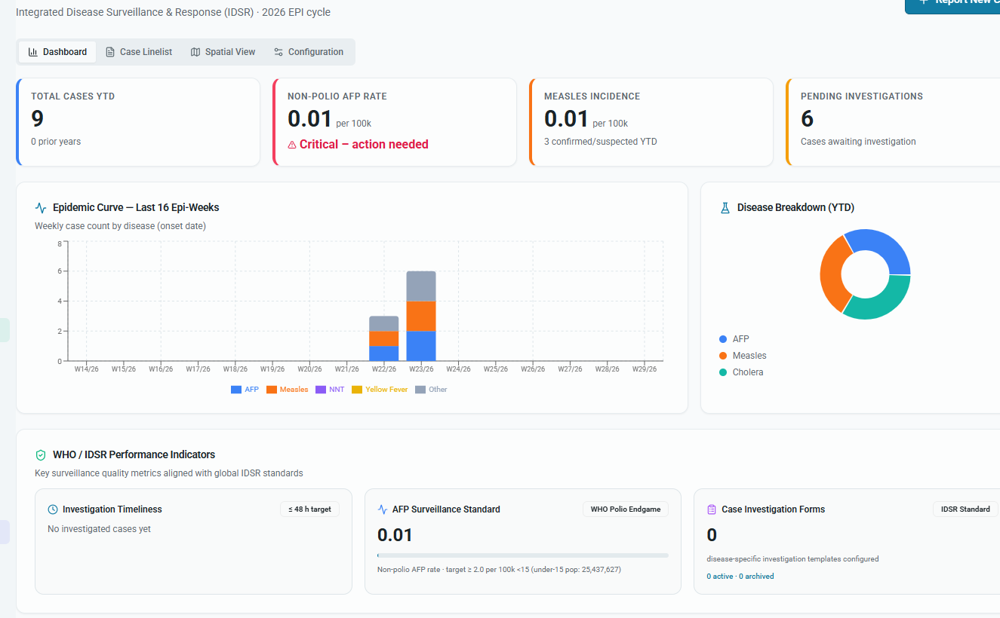 Integrated Disease Surveillance & Response (IDSR) · 2026 EPI cycle
Report New C
Dashboard
Case Linelist
Spatial View
Configuration
TOTAL CASES YTD
9
0 prior years
NON-POLIO AFP RATE
0.01 per 100k
Critical – action needed
MEASLES INCIDENCE
0.01 per 100k
3 confirmed/suspected YTD
PENDING INVESTIGATIONS
6
Cases awaiting investigation
Epidemic Curve — Last 16 Epi-Weeks
Weekly case count by disease (onset date)
8
6
4
2
0
W14/26 W15/26 W16/26 W17/26 W18/26 W19/26 W20/26 W21/26 W22/26 W23/26 W24/26 W25/26 W26/26 W27/26 W28/26 W29/26
AFP Measles NNT Yellow Fever Other
Disease Breakdown (YTD)
AFP
Measles
Cholera
WHO / IDSR Performance Indicators
Key surveillance quality metrics aligned with global IDSR standards
Investigation Timeliness
≤ 48 h target
No investigated cases yet
AFP Surveillance Standard
WHO Polio Endgame
0.01
Non-polio AFP rate · target ≥ 2.0 per 100k <15 (under-15 pop: 25,437,627)
Case Investigation Forms
IDSR Standard
0
disease-specific investigation templates configured
0 active · 0 archived